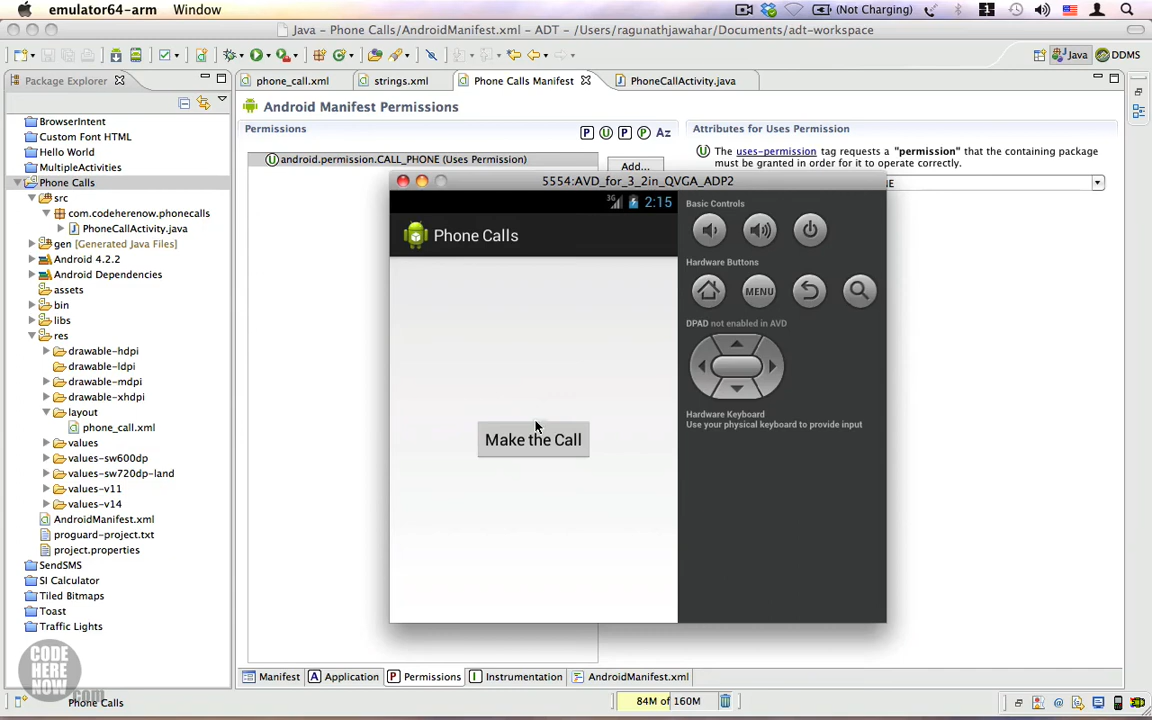 emulator64-arm Window
(Not Charging)
1
Java - Phone Calls/AndroidManifest.xml - ADT - /Users/ragunathjawahar/Documents/adt-workspace
Java
DDMS
Package Explorer
phone_call.xml
strings.xml
Phone Calls Manifest
PhoneCallActivity.java
BrowserIntent
Custom Font HTML
Hello World
MultipleActivities
Phone Calls
src
com.codeherenow.phonecalls
PhoneCallActivity.java
gen [Generated Java Files]
Android 4.2.2
Android Dependencies
assets
bin
libs
res
drawable-hdpi
drawable-ldpi
drawable-mdpi
drawable-xhdpi
layout
phone_call.xml
values
values-sw600dp
values-sw720dp-land
values-v11
values-v14
AndroidManifest.xml
proguard-project.txt
project.properties
SendSMS
SI Calculator
Tiled Bitmaps
Toast
Traffic Lights
Android Manifest Permissions
Permissions
P U P P Az
U android.permission.CALL_PHONE (Uses Permission)
Add...
Attributes for Uses Permission
U The uses-permission tag requests a "permission" that the containing package
must be granted in order for it to operate correctly.
NE
5554:AVD_for_3_2in_QVGA_ADP2
3G 2:15
Phone Calls
Make the Call
Basic Controls
Hardware Buttons
MENU
DPAD not enabled in AVD
Hardware Keyboard
Use your physical keyboard to provide input
Manifest
A Application
P Permissions
I Instrumentation
AndroidManifest.xml
CODE
HERE
NOW.com
Phone Calls
84M of 160M